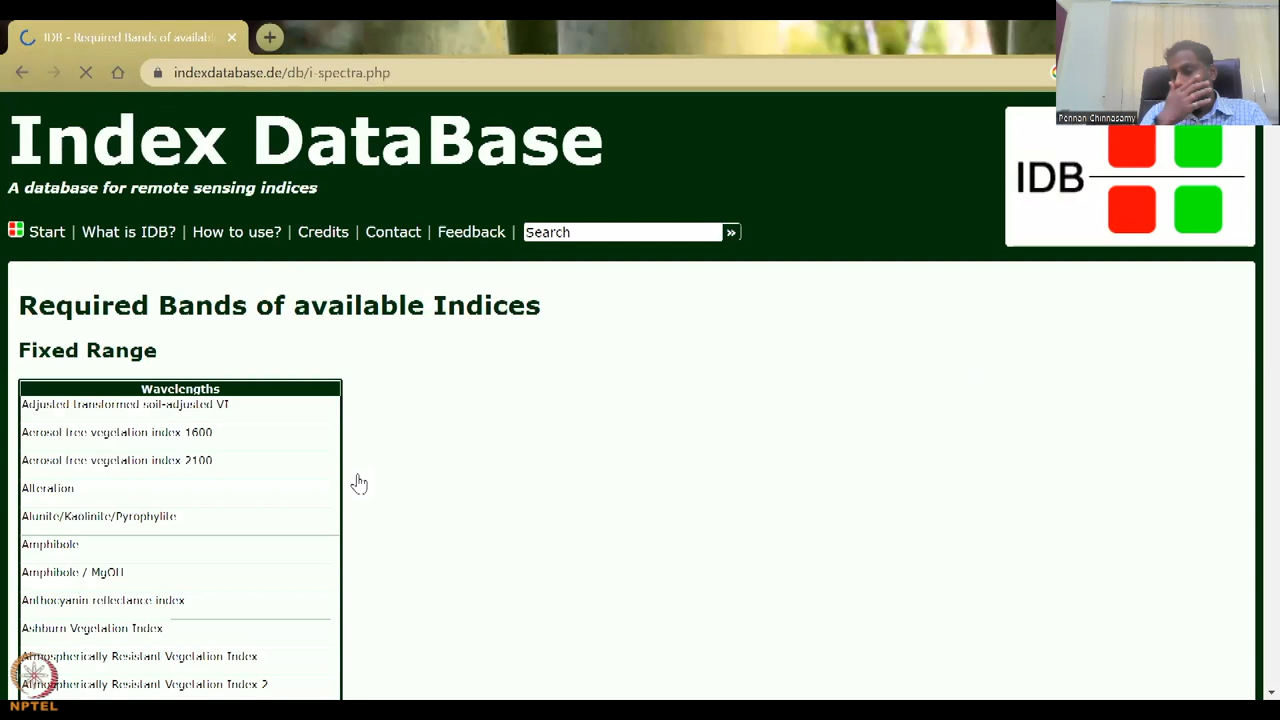 IDB - Required Bands of availabl
indexdatabase.de/db/i-spectra.php
Pennan Chinnasamy
Index DataBase
A database for remote sensing indices
IDB
Start | What is IDB? | How to use? | Credits | Contact | Feedback | Search »
Required Bands of available Indices
Fixed Range
Wavelengths
Adjusted transformed soil-adjusted VI
Aerosol free vegetation index 1600
Aerosol free vegetation index 2100
Alteration
Alunite/Kaolinite/Pyrophylite
Amphibole
Amphibole / MgOH
Anthocyanin reflectance index
Ashburn Vegetation Index
Atmospherically Resistant Vegetation Index
Atmospherically Resistant Vegetation Index 2
NPTEL